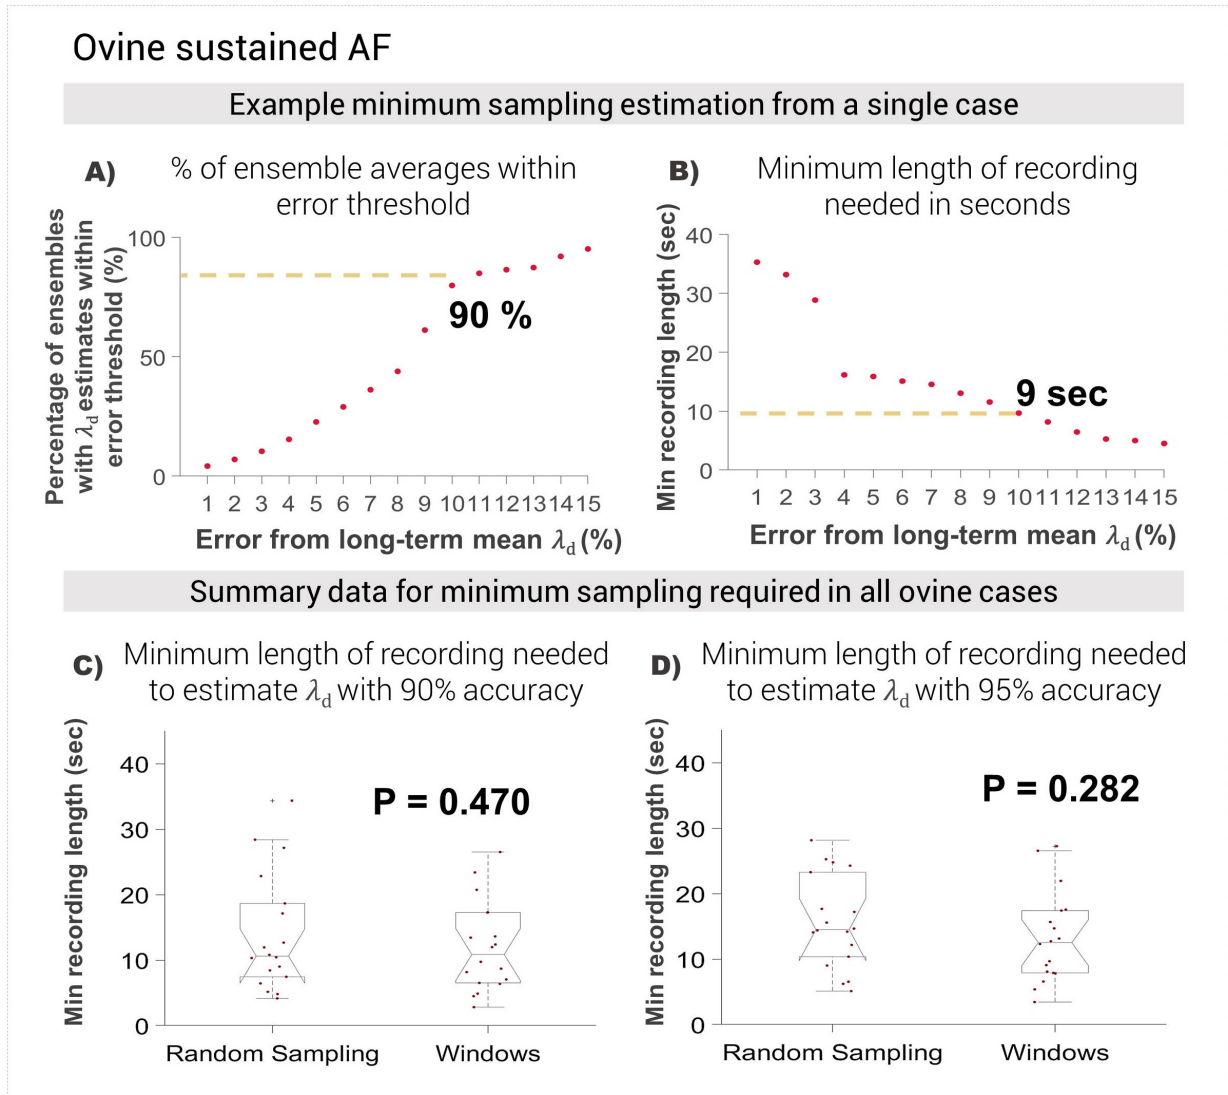 Ovine sustained AF
Example minimum sampling estimation from a single case
A)
% of ensemble averages within
error threshold
Percentage of ensembles
with λd estimates within
error threshold (%)
100
50
0
90 %
1 2 3 4 5 6 7 8 9 10 11 12 13 14 15
Error from long-term mean λd (%)
B)
Minimum length of recording
needed in seconds
Min recording length (sec)
40
30
20
10
0
9 sec
1 2 3 4 5 6 7 8 9 10 11 12 13 14 15
Error from long-term mean λd (%)
Summary data for minimum sampling required in all ovine cases
C)
Minimum length of recording needed
to estimate λd with 90% accuracy
Min recording length (sec)
40
30
20
10
0
P = 0.470
Random Sampling
Windows
D)
Minimum length of recording needed
to estimate λd with 95% accuracy
Min recording length (sec)
40
30
20
10
0
P = 0.282
Random Sampling
Windows